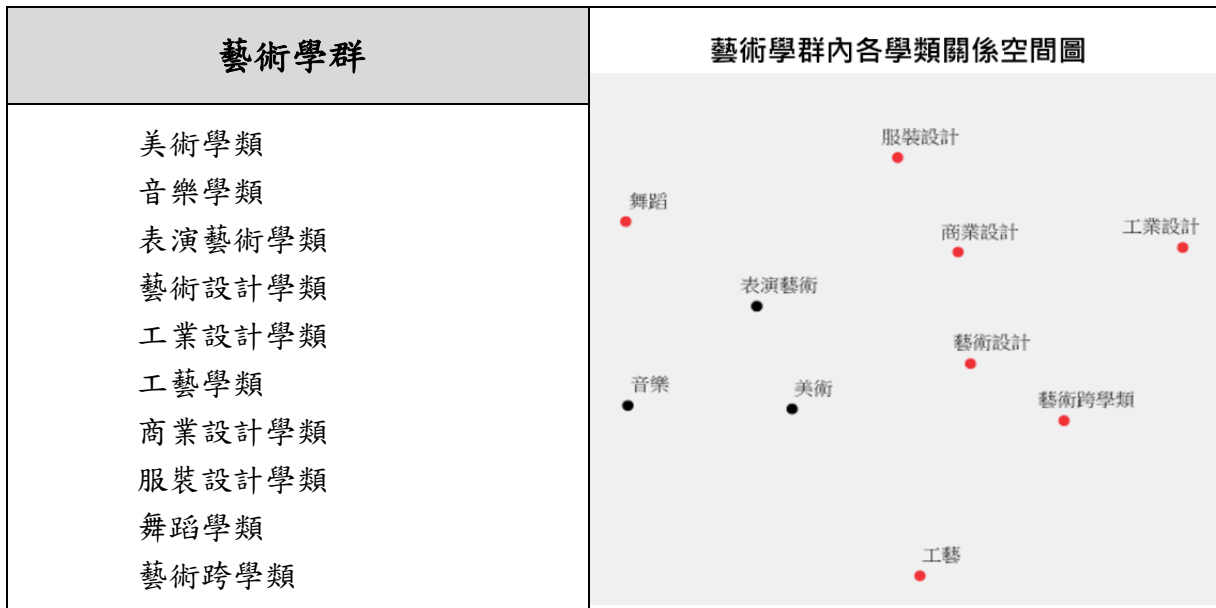 藝術學群
美術學類
音樂學類
表演藝術學類
藝術設計學類
工業設計學類
工藝學類
商業設計學類
服裝設計學類
舞蹈學類
藝術跨學類
藝術學群內各學類關係空間圖
服裝設計
舞蹈
商業設計
工業設計
表演藝術
藝術設計
音樂
美術
藝術跨學類
工藝